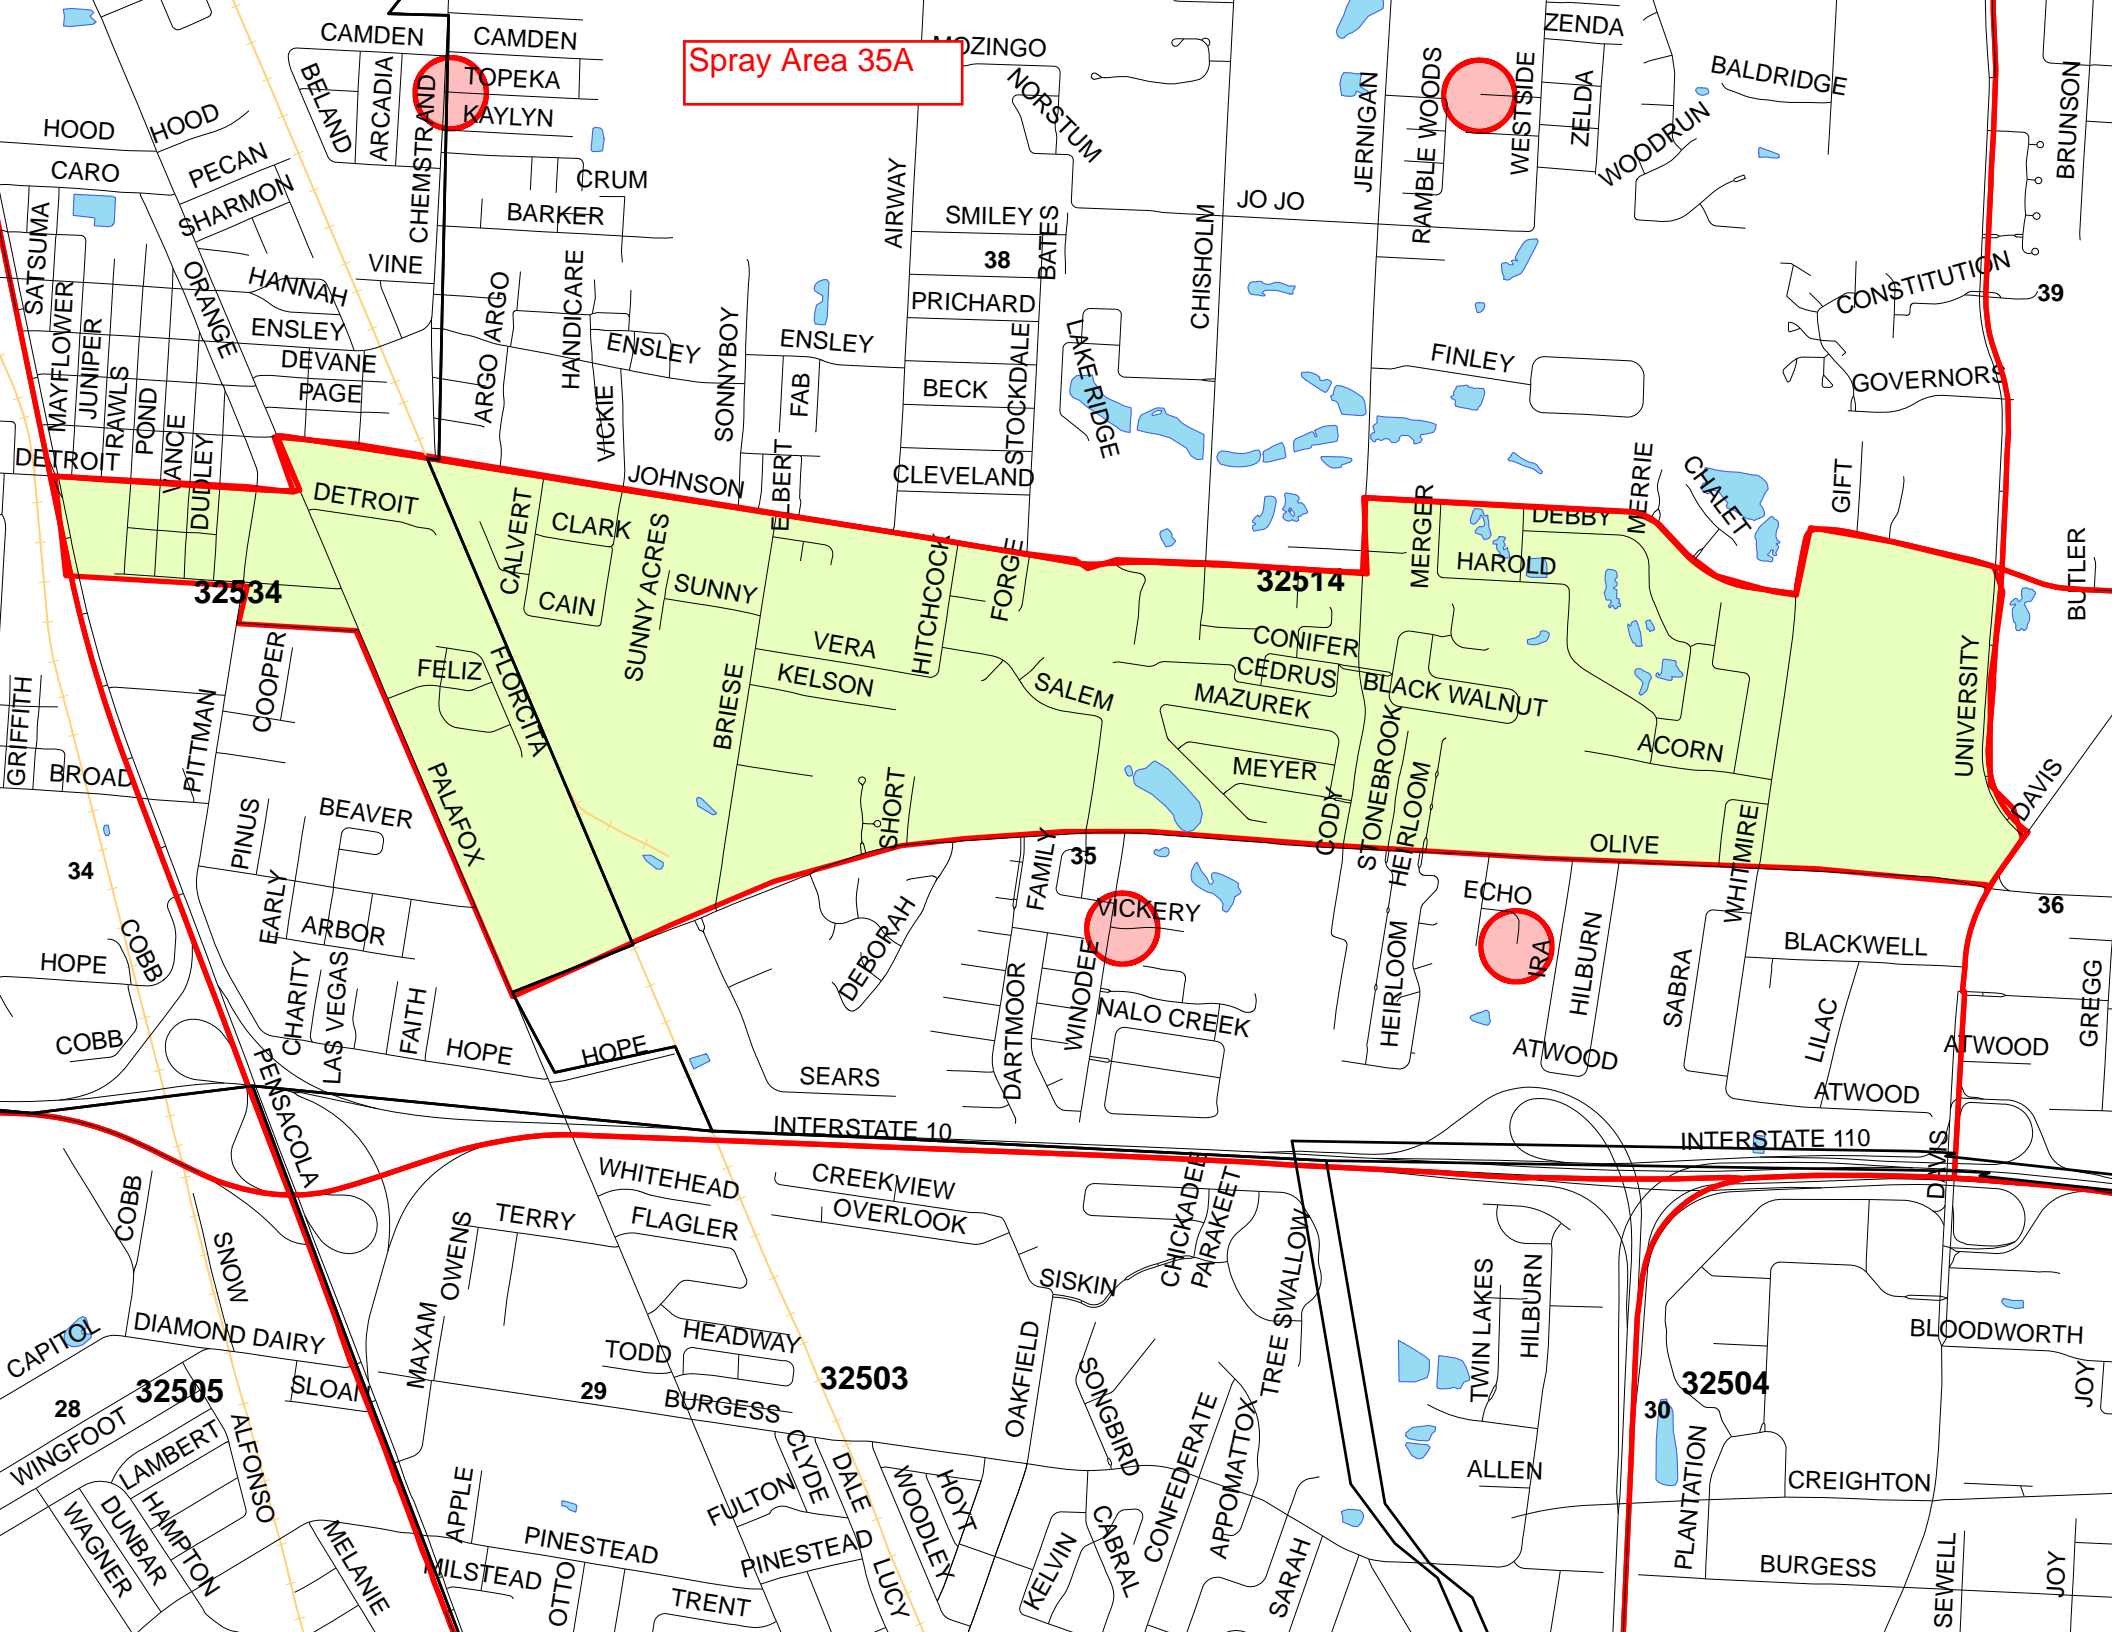 CAMDEN
CAMDEN
Spray Area 35A
MOZINGO
ZENDA
BELAND
ARCADIA
CHEMSTRAND
TOPEKA
KAYLYN
NORSTUM
JERNIGAN
RAMBLE WOODS
WESTSIDE
ZELDA
WOODRUN
BALDRIDGE
BRUNSON
HOOD
HOOD
CARO
PECAN
SHARMON
CRUM
BARKER
AIRWAY
SMILEY
38
BATES
CHISHOLM
JO JO
SATSUMA
ORANGE
VINE
HANNAH
ARGO
HANDICARE
PRICHARD
CONSTITUTION
39
MAYFLOWER
JUNIPER
RAWLS
POND
VANCE
DUDLEY
ENSLEY
DEVANE
PAGE
ARGO
VICKIE
ENSLEY
SONNYBOY
ENSLEY
FAB
BECK
STOCKDALE
LAKE RIDGE
FINLEY
GOVERNORS
DETROIT
DETROIT
JOHNSON
ELBERT
CLEVELAND
MERGER
MERRIE
CHALET
GIFT
CALVERT
CLARK
SUNNY ACRES
HITCHCOCK
FORGE
DEBBY
HAROLD
BUTLER
32534
32514
CAIN
SUNNY
VERA
KELSON
CONIFER
CEDRUS
BLACK WALNUT
MAZUREK
SALEM
UNIVERSITY
COOPER
FELIZ
FLORCITA
BRIESE
GRIFFITH
BROAD
PITTMAN
PALAFOX
SHORT
MEYER
CODY
STONEBROOK
HEIRLOOM
ACORN
WHITMIRE
DAVIS
PINUS
BEAVER
OLIVE
34
35
EARLY
ARBOR
FAMILY
VICKERY
ECHO
HEIRLOOM
36
COBB
HOPE
CHARITY
LAS VEGAS
FAITH
DEBORAH
DARTMOOR
WINODEE
IRA
HILBURN
SABRA
BLACKWELL
GREGG
COBB
HOPE
HOPE
SEARS
NALO CREEK
ATWOOD
LILAC
ATWOOD
ATWOOD
PENSACOLA
INTERSTATE 10
INTERSTATE 110
DAVIS
COBB
SNOW
WHITEHEAD
FLAGLER
CREEKVIEW
OVERLOOK
CHICKADEE
PARAKEET
TREE SWALLOW
OWENS
TERRY
SISKIN
TWIN LAKES
HILBURN
CAPITOL
DIAMOND DAIRY
MAXAM
HEADWAY
TODD
OAKFIELD
SONGBIRD
BLOODWORTH
JOY
32505
SLOAN
28
29
32503
32504
30
BURGESS
WINGFOOT
LAMBERT
ALFONSO
CLYDE
DALE
CONFEDERATE
APPOMATTOX
ALLEN
PLANTATION
CREIGHTON
WAGNER
DUNBAR
HAMPTON
MELANIE
APPLE
FULTON
WOODLEY
HOYT
CABRAL
KELVIN
SARAH
PINESTEAD
PINESTEAD
MILSTEAD
OTTO
TRENT
LUCY
BURGESS
SEWELL
JOY
HEIRLOOM
ARGO